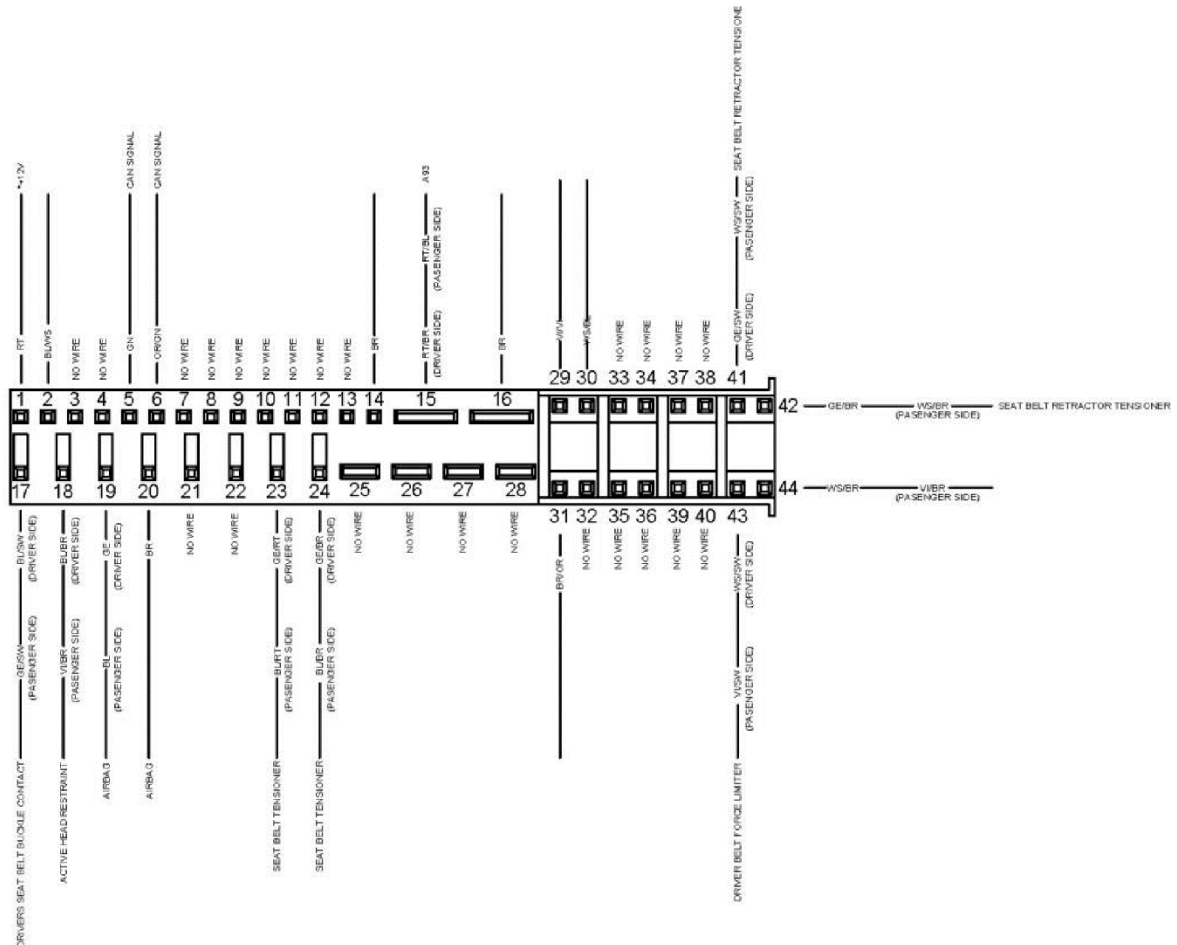 SEAT BELT RETRACTOR TENSIONE
+12V
CAN SIGNAL
CAN SIGNAL
A93
RT
BL/WS
NO WIRE
NO WIRE
GN
OR/GN
NO WIRE
NO WIRE
NO WIRE
NO WIRE
NO WIRE
NO WIRE
NO WIRE
BR
RT/BR
(DRIVER SIDE)
RT/BL
(PASENGER SIDE)
BR
VI/VI
WS/BL
NO WIRE
NO WIRE
NO WIRE
NO WIRE
GE/SW
(DRIVER SIDE)
WS/SW
(PASENGER SIDE)
29 30 33 34 37 38 41
1 2 3 4 5 6 7 8 9 10 11 12 13 14 15 16
42 GE/BR WS/BR SEAT BELT RETRACTOR TENSIONER
(PASENGER SIDE)
17 18 19 20 21 22 23 24 25 26 27 28
44 WS/BR VI/BR
(PASENGER SIDE)
31 32 35 36 39 40 43
BL/SW
(DRIVER SIDE)
GE/SW
(PASENGER SIDE)
DRIVERS SEAT BELT BUCKLE CONTACT
BL/BR
(DRIVER SIDE)
VI/BR
(PASENGER SIDE)
ACTIVE HEAD RESTRAINT
GE
(DRIVER SIDE)
BL
(PASENGER SIDE)
AIRBAG
BR
AIRBAG
NO WIRE
NO WIRE
GE/RT
(DRIVER SIDE)
BL/RT
(PASENGER SIDE)
SEAT BELT TENSIONER
GE/BR
(DRIVER SIDE)
BL/BR
(PASENGER SIDE)
SEAT BELT TENSIONER
NO WIRE
NO WIRE
NO WIRE
NO WIRE
BR/OR
NO WIRE
NO WIRE
NO WIRE
NO WIRE
NO WIRE
WS/SW
(DRIVER SIDE)
VI/SW
(PASENGER SIDE)
DRIVER BELT FORCE LIMITER